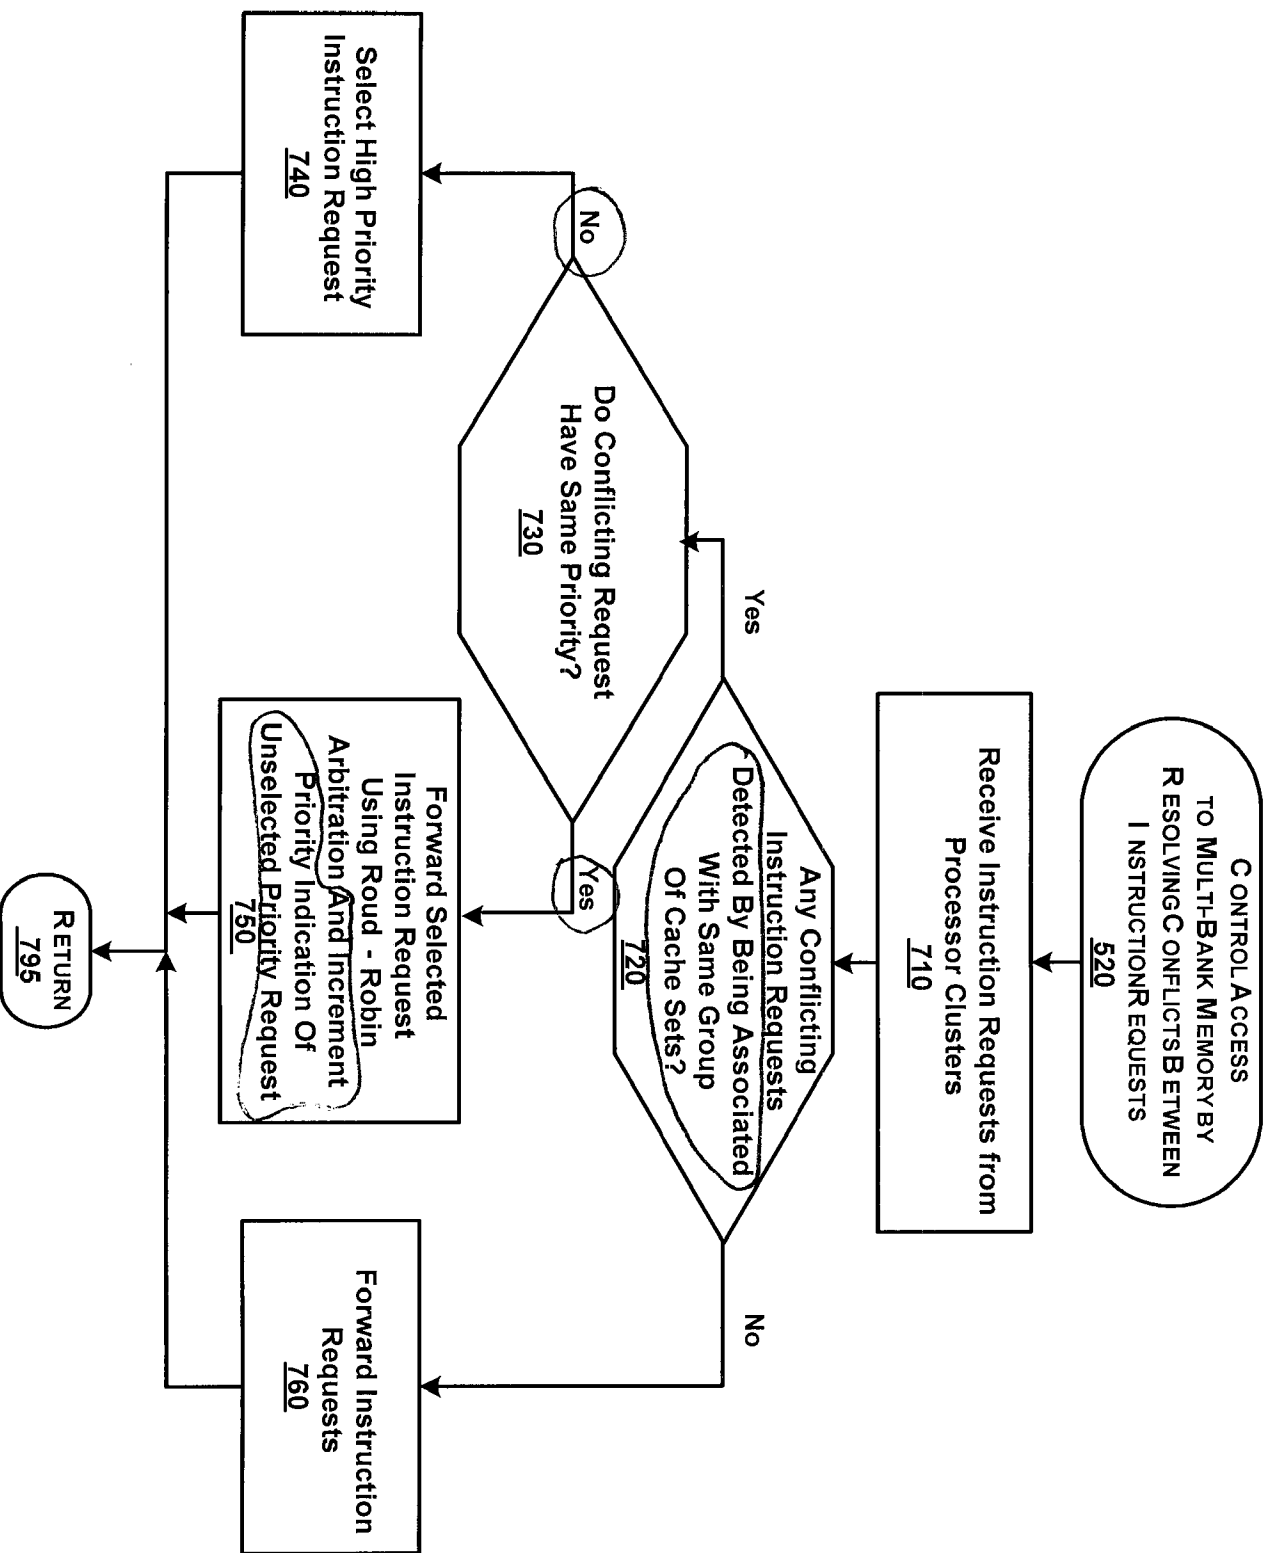 CONTROL ACCESS
TO MULTI-BANK MEMORY BY
RESOLVING CONFLICTS BETWEEN
INSTRUCTION REQUESTS
520
Receive Instruction Requests from
Processor Clusters
710
Any Conflicting
Instruction Requests
Detected By Being Associated
With Same Group
Of Cache Sets?
720
Yes
No
Do Conflicting Request
Have Same Priority?
730
No
Yes
Select High Priority
Instruction Request
740
Forward Selected
Instruction Request
Using Roud - Robin
Arbitration And Increment
Priority Indication Of
Unselected Priority Request
750
Forward Instruction
Requests
760
RETURN
795